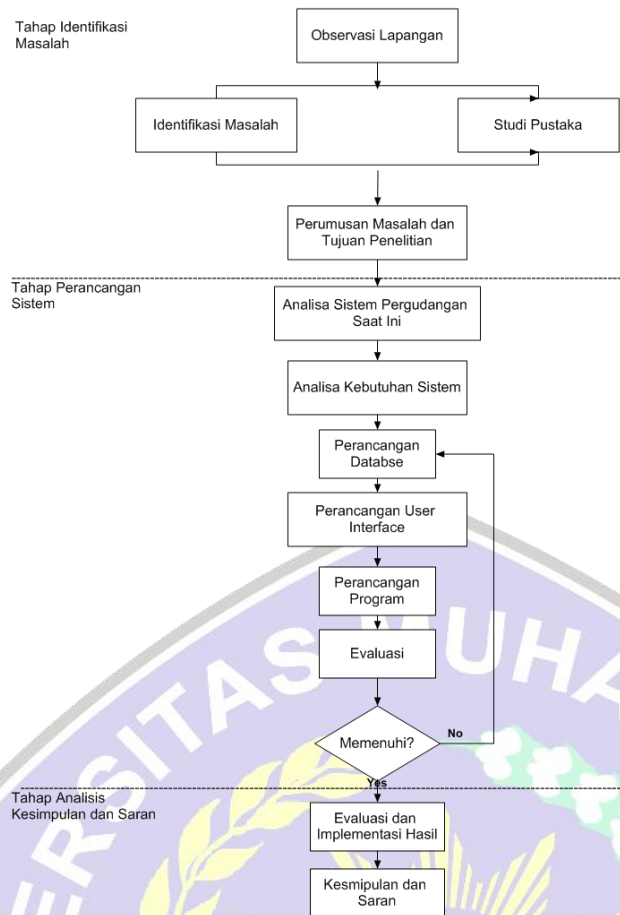 Tahap Identifikasi
Masalah
Observasi Lapangan
Identifikasi Masalah
Studi Pustaka
Perumusan Masalah dan
Tujuan Penelitian
Tahap Perancangan
Sistem
Analisa Sistem Pergudangan
Saat Ini
Analisa Kebutuhan Sistem
Perancangan
Databse
Perancangan User
Interface
Perancangan
Program
Evaluasi
Memenuhi?
No
Yes
Tahap Analisis
Kesimpulan dan Saran
Evaluasi dan
Implementasi Hasil
Kesmipulan dan
Saran
ERSITAS MUHA